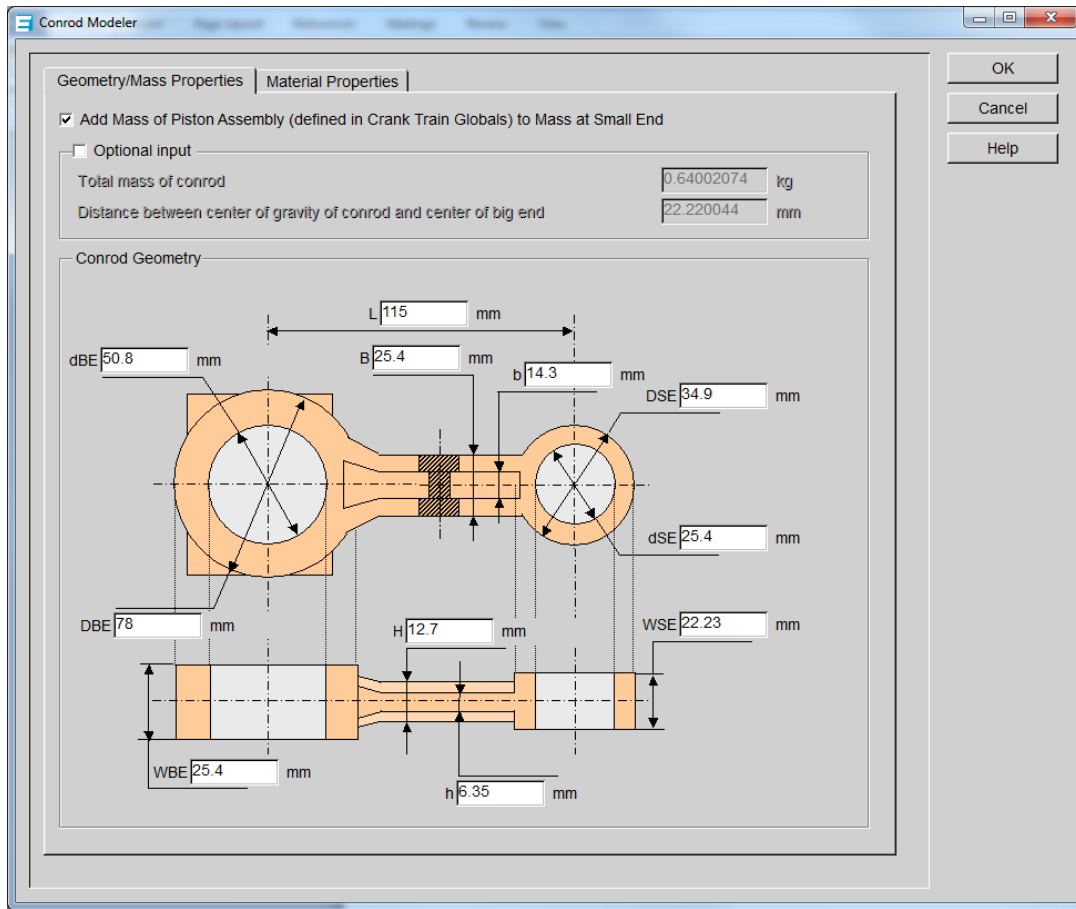 Conrod Modeler
Geometry/Mass Properties
Material Properties
OK
Cancel
Help
Add Mass of Piston Assembly (defined in Crank Train Globals) to Mass at Small End
Optional input
Total mass of conrod 0.64002074 kg
Distance between center of gravity of conrod and center of big end 22.220044 mm
Conrod Geometry
L 115 mm
dBE 50.8 mm
B 25.4 mm
b 14.3 mm
DSE 34.9 mm
dSE 25.4 mm
DBE 78 mm
H 12.7 mm
WSE 22.23 mm
WBE 25.4 mm
h 6.35 mm